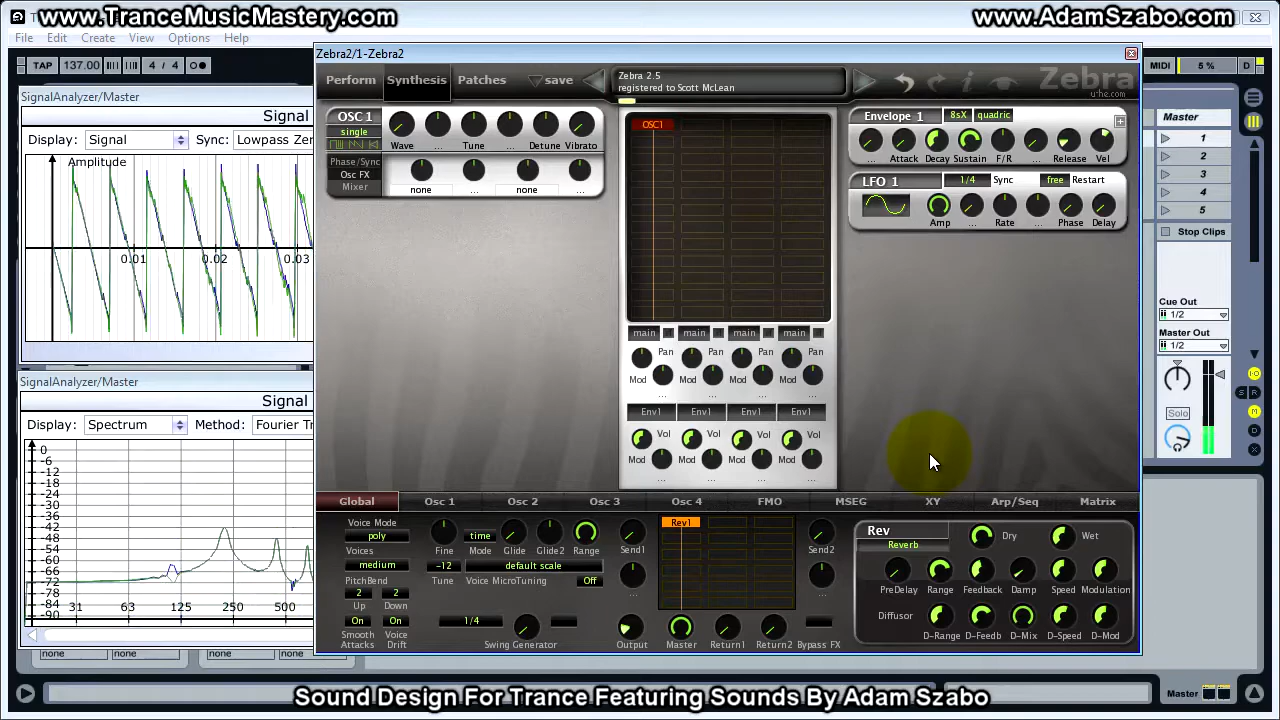 www.TranceMusicMastery.com
www.AdamSzabo.com
File Edit Create View Options Help
TAP 137.00 4 / 4
MIDI 5 % D
Zebra2/1-Zebra2
Perform Synthesis Patches save
Zebra 2.5
registered to Scott McLean
Zebra
u-he.com
SignalAnalyzer/Master
Signal
Display: Signal Sync: Lowpass Zer
Amplitude
0.01 0.02 0.03
SignalAnalyzer/Master
Signal
Display: Spectrum Method: Fourier Tr
0
-6
-12
-18
-24
-30
-36
-42
-48
-54
-60
-66
-72
-78
-84
-90
31 63 125 250 500
none none none none
OSC 1
single
Wave ... Tune ... Detune Vibrato
Phase/Sync
Osc FX
Mixer
none ... none ...
OSC1
main main main main
Pan Pan Pan Pan
Mod Mod Mod Mod
... ... ... ...
Env1 Env1 Env1 Env1
Vol Vol Vol Vol
Mod Mod Mod Mod
... ... ... ...
Envelope 1 8sX quadric
... Attack Decay Sustain F/R ... Release Vel
LFO 1 1/4 Sync free Restart
Amp ... Rate ... Phase Delay
Global Osc 1 Osc 2 Osc 3 Osc 4 FMO MSEG XY Arp/Seq Matrix
Voice Mode
poly
Voices
medium
PitchBend
2 2
Up Down
On On
Smooth Attacks
Voice Drift
Fine
time
Mode Glide Glide2 Range
-12
Tune
default scale
Voice MicroTuning Off
1/4
Swing Generator
Send1
...
Output
Rev1
Master Return1 Return2
Send2
...
Bypass FX
Rev
Reverb
Dry Wet
PreDelay Range Feedback Damp Speed Modulation
Diffusor
D-Range D-Feedb D-Mix D-Speed D-Mod
Master
1
2
3
4
5
Stop Clips
Cue Out
1/2
Master Out
1/2
Solo
S R
M
D
X
Master
Sound Design For Trance Featuring Sounds By Adam Szabo